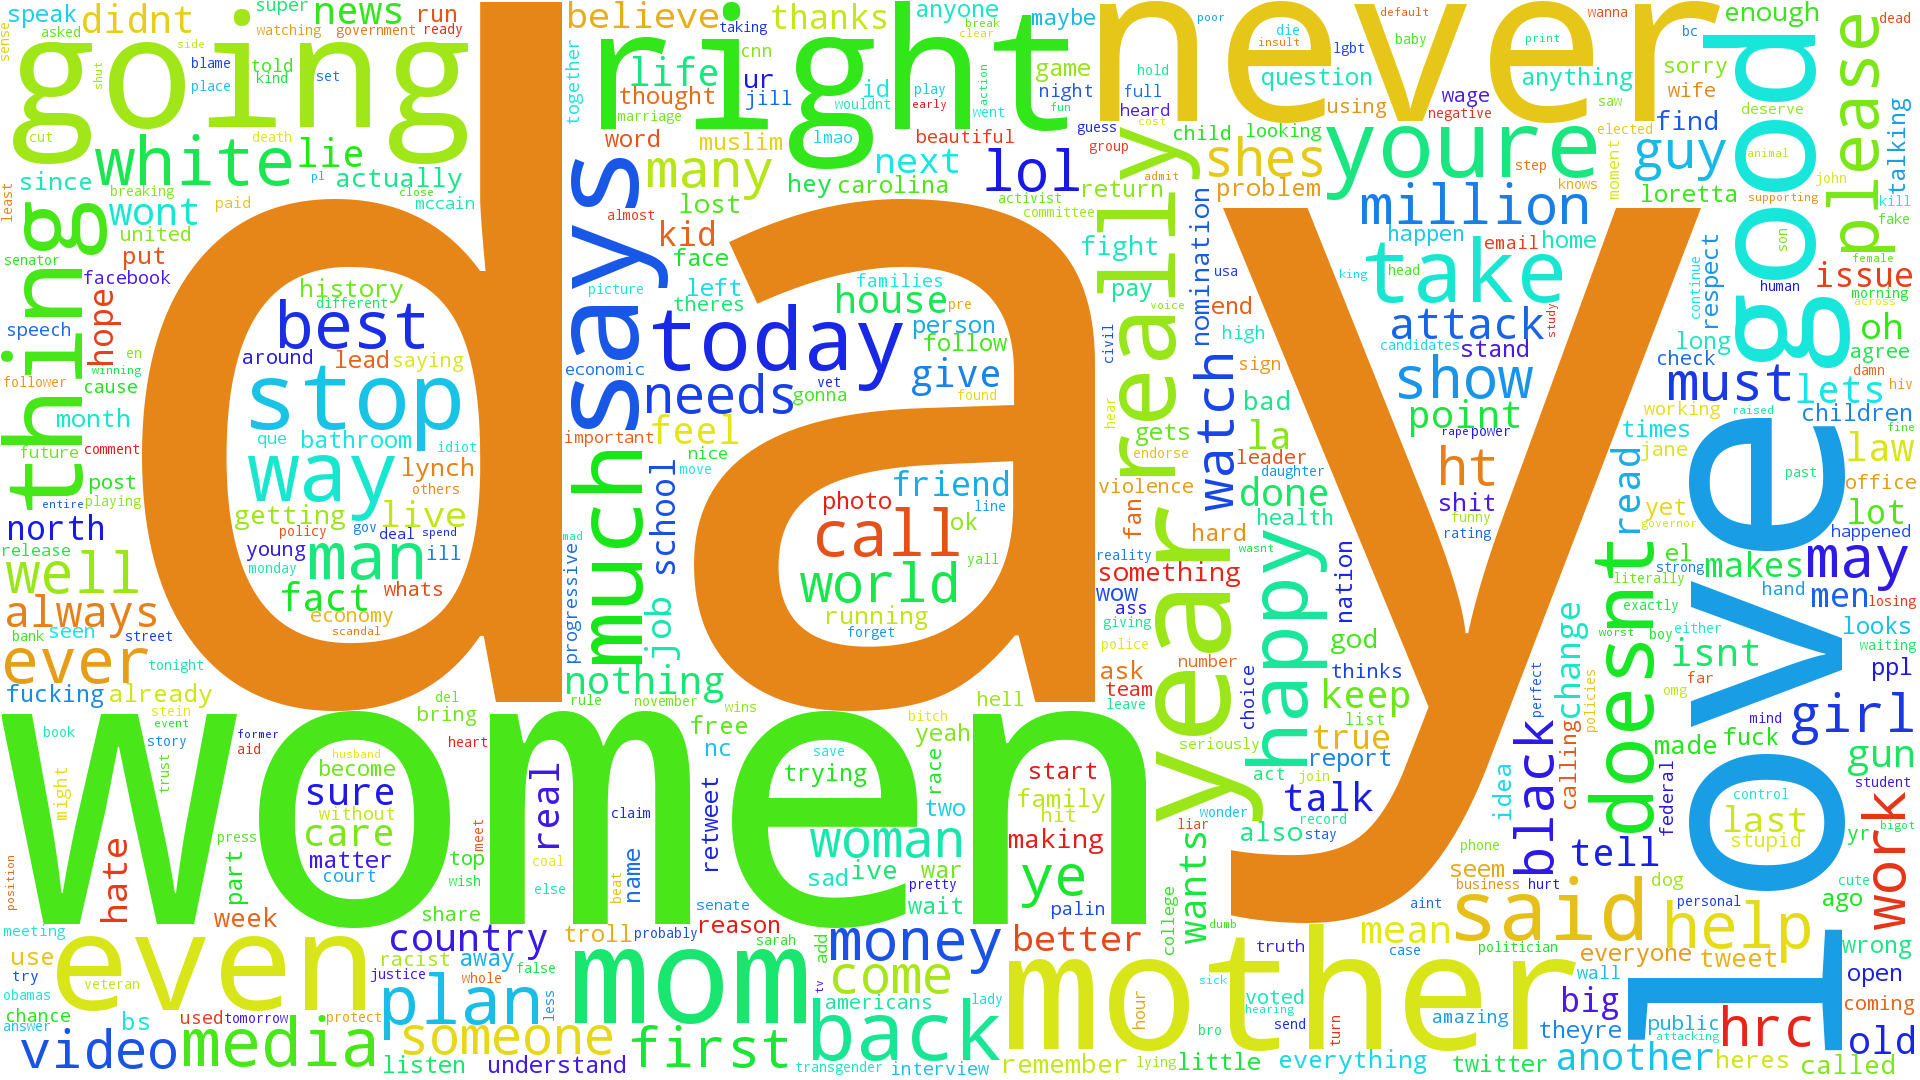 day
women
going
right
never
love
good
mother
year
really
thing
says
youre
white
today
stop
way
man
best
much
even
mom
plan
media
video
someone
first
back
money
come
country
better
said
help
hrc
another
old
work
girl
may
black
doesnt
happy
watch
show
take
million
attack
point
ht
must
please
guy
shes
many
lol
needs
feel
call
world
friend
house
give
nothing
woman
ye
care
sure
real
hate
ever
always
well
north
hope
wont
lie
didnt
news
run
believe
thanks
life
thought
word
muslim
jill
ur
id
anyone
maybe
game
night
question
using
wage
anything
enough
sorry
wife
find
loretta
talking
issue
oh
agree
lets
children
law
office
lot
happened
makes
men
isnt
looks
ppl
change
made
fuck
gun
last
stupid
tell
talk
true
report
keep
god
nation
thinks
done
health
la
bad
leader
gets
violence
fan
hard
something
wow
ass
ask
team
speak
super
asked
watching
government
ready
told
kind
set
blame
place
side
shut
sense
cut
death
since
actually
breaking
pl
close
mccain
paid
united
put
senator
facebook
speech
follower
winning
en
cause
month
future
comment
post
playing
entire
release
least
history
different
around
lead
saying
que
bathroom
idiot
lynch
others
getting
live
policy
gov
deal
spend
young
ill
monday
fact
whats
economy
scandal
bank
seen
street
tonight
fucking
already
stein
event
book
story
former
aid
trust
might
husband
become
without
matter
court
press
part
week
position
meeting
use
try
obamas
chance
answer
veteran
bs
used
tomorrow
protect
racist
justice
away
whole
false
less
listen
understand
share
top
wish
meet
heart
bring
del
coal
else
claim
beat
name
troll
probably
retweet
senate
reason
sarah
add
tv
americans
transgender
interview
lady
free
nc
rule
november
wins
hell
bitch
yeah
save
trying
race
two
sad
ive
war
pretty
wait
start
family
hit
making
palin
remember
lying
little
everything
twitter
hour
bro
sick
dumb
college
wants
liar
wonder
also
seriously
choice
number
act
join
list
record
stay
truth
voted
hearing
send
turn
case
aint
mean
politician
amazing
theyre
big
wall
everyone
tweet
public
attacking
heres
called
coming
open
wrong
ago
personal
dog
cute
bigot
yr
student
control
mind
federal
idea
calling
policies
perfect
phone
seem
business
hurt
omg
far
either
waiting
boy
worst
exactly
literally
strong
hand
losing
el
yet
governor
past
fine
raised
working
times
jane
read
check
long
respect
continue
damn
hiv
across
morning
human
female
supporting
john
son
animal
deserve
kill
fake
dead
bc
saw
wanna
elected
moment
knows
step
print
default
baby
die
insult
lgbt
poor
hold
full
heard
negative
child
looking
return
problem
admit
cost
guess
group
fun
break
clear
taking
cnn
together
marriage
wouldnt
play
early
went
action
lmao
beautiful
next
hey
carolina
activist
committee
lost
almost
kid
face
theres
left
picture
economic
families
person
follow
pre
found
vet
gonna
important
nice
move
school
job
progressive
mad
photo
ok
line
yall
running
forget
civil
hear
endorse
reality
giving
police
leave
fight
pay
voice
nomination
usa
end
high
sign
daughter
wasnt
happen
email
home
king
head
candidates
stand
study
rape
power
shit
funny
rating